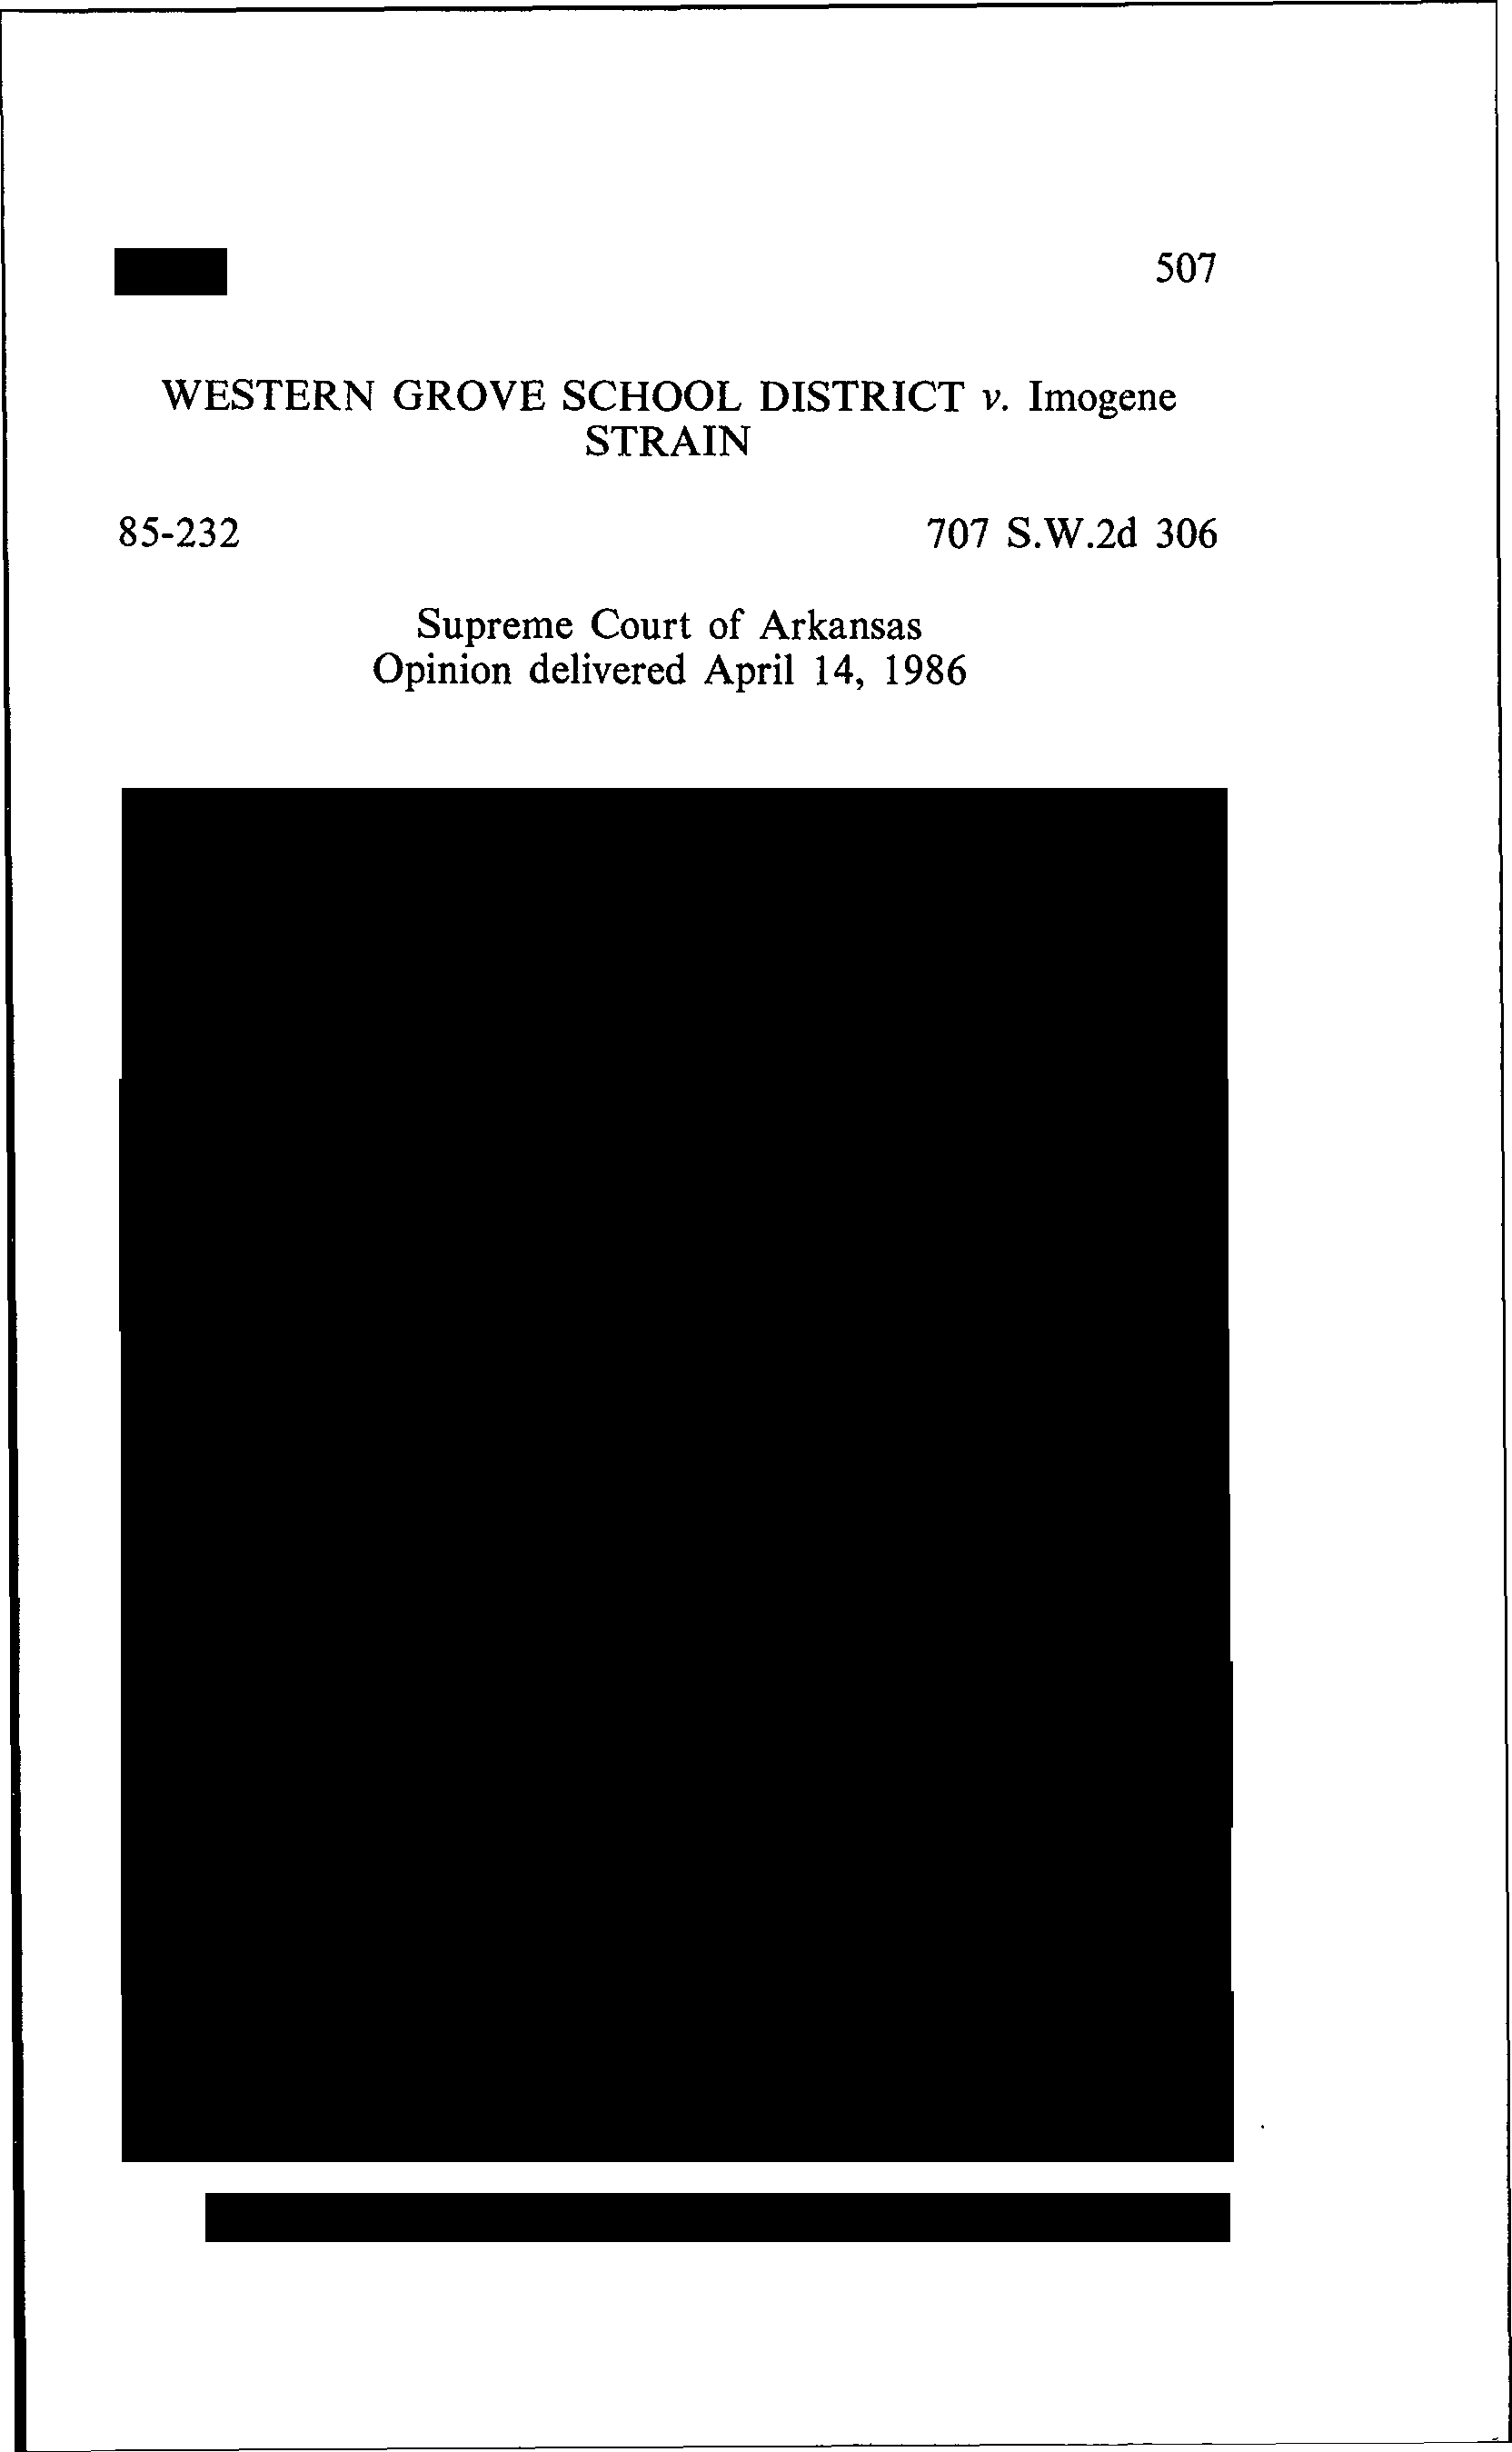 507
WESTERN GROVE SCHOOL DISTRICT v. Imogene
STRAIN
85-232 707 S.W.2d 306
Supreme Court of Arkansas
Opinion delivered April 14, 1986